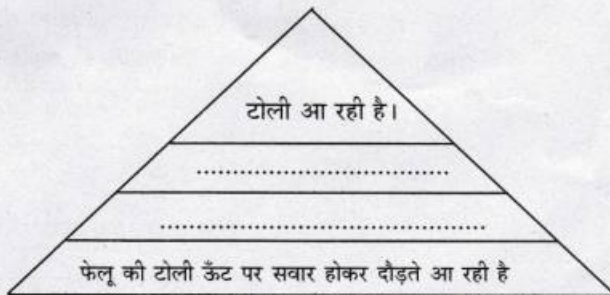 टोली आ रही है।
.......................................
..................................................
फेलू की टोली ऊँट पर सवार होकर दौड़ते आ रही है